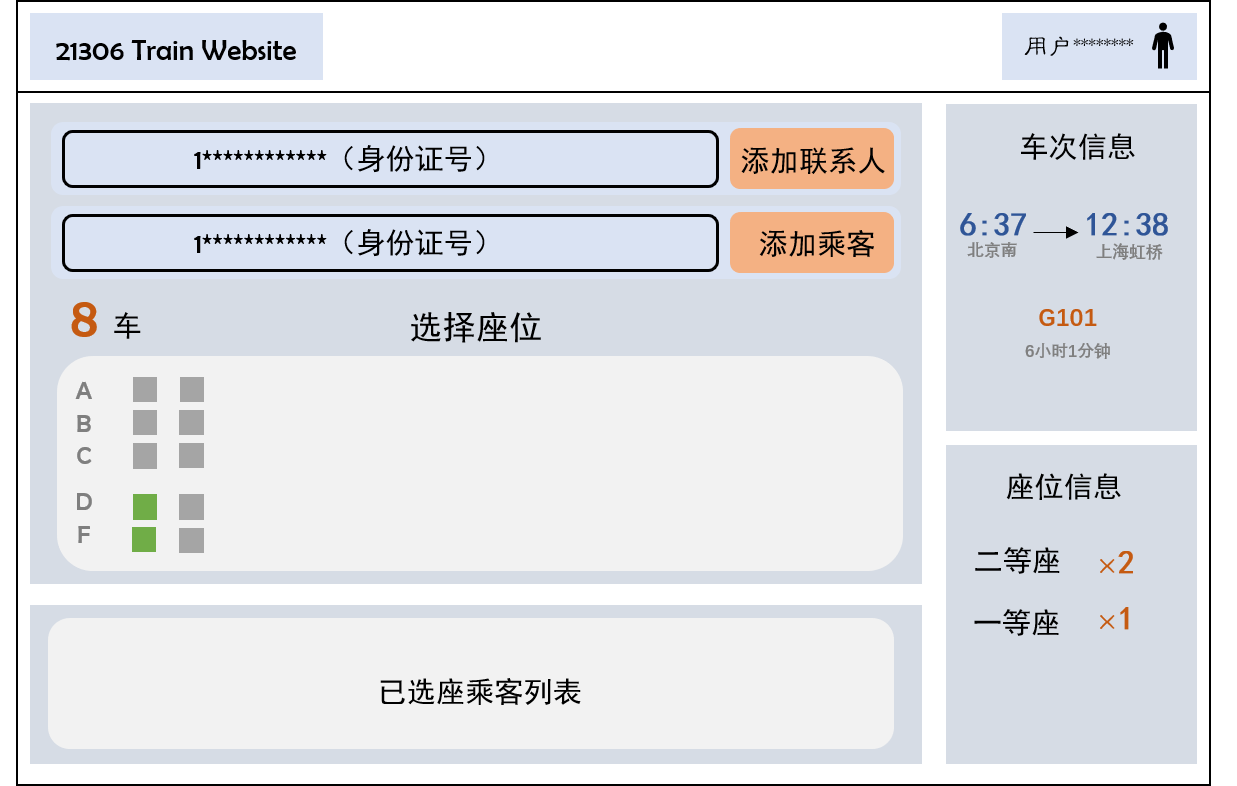 21306 Train Website
用户********
1************（身份证号）
添加联系人
1************（身份证号）
添加乘客
8 车
选择座位
A
B
C
D
F
已选座乘客列表
车次信息
6:37 12:38
北京南 上海虹桥
G101
6小时1分钟
座位信息
二等座 ×2
一等座 ×1